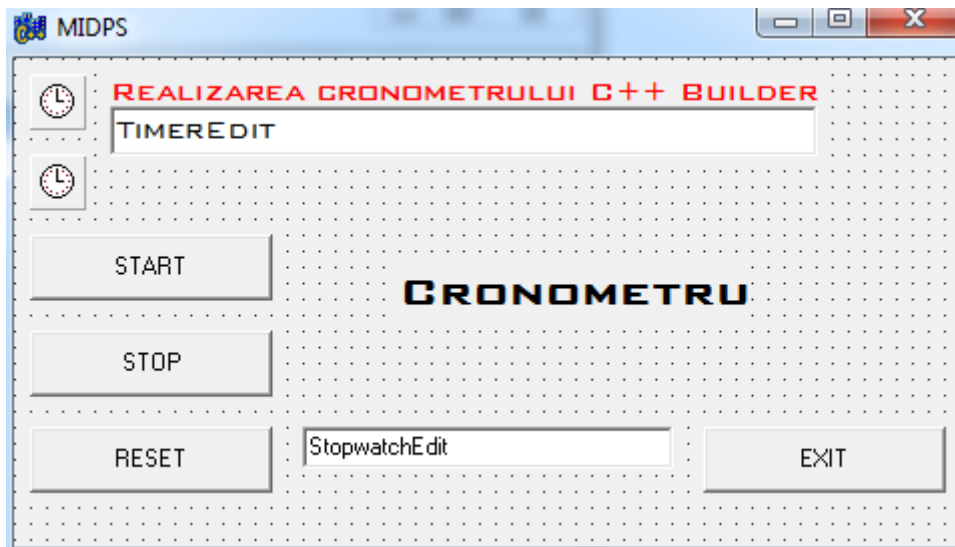 MIDPS
Realizarea cronometrului C++ Builder
TimerEdit
START
Cronometru
STOP
RESET
StopwatchEdit
EXIT